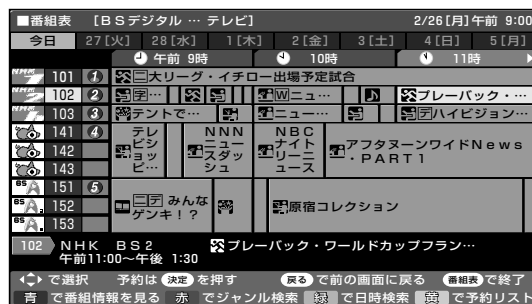 ■番組表 [BSデジタル … テレビ] 2/26[月]午前 9:00
今日 27[火] 28[水] 1[木] 2[金] 3[土] 4[日] 5[月]
午前 9時 10時 11時
101 ① 二大リーグ・イチロー出場予定試合
102 ② 字… W ニュ… プレーバック・…
103 ③ テントで… ニュー… デハイビジョン…
141 ④ テレビショッピ… NNNニュースダッシュ NBCナイトリーニュース アフタヌーンワイドNews・PART1
142
143
151 ⑤ 二デ みんなゲンキ!? 原宿コレクション
152
153
102 NHK BS2 プレーバック・ワールドカップフラン…
午前11:00～午後 1:30
で選択 予約は 決定 を押す 戻る で前の画面に戻る 番組表 で終了
青 で番組情報を見る 赤 でジャンル検索 緑 で日時検索 黄 で予約リスト